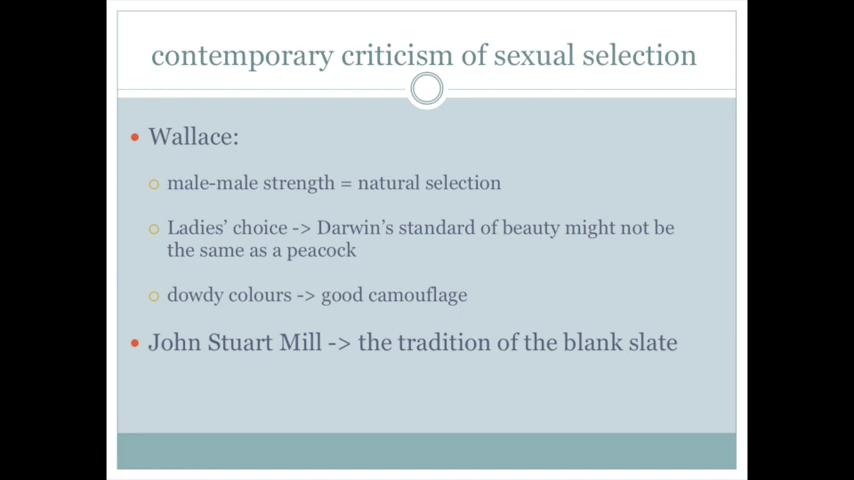 contemporary criticism of sexual selection
Wallace:
male-male strength = natural selection
Ladies’ choice -> Darwin’s standard of beauty might not be
the same as a peacock
dowdy colours -> good camouflage
John Stuart Mill -> the tradition of the blank slate